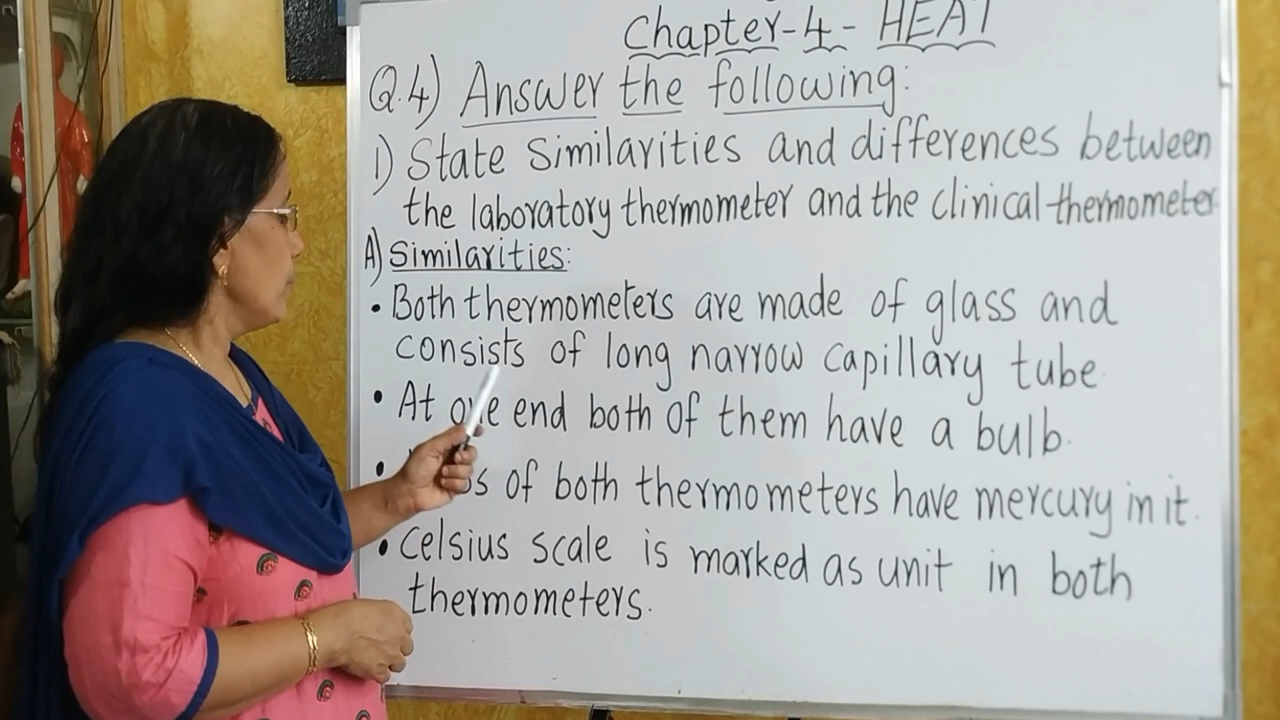 Chapter-4- HEAT
Q.4) Answer the following:
1) State similarities and differences between
the laboratory thermometer and the clinical thermometer
A) Similarities:
• Both thermometers are made of glass and
consists of long narrow capillary tube.
• At one end both of them have a bulb.
• of both thermometers have mercury in it.
• Celsius scale is marked as unit in both
thermometers.